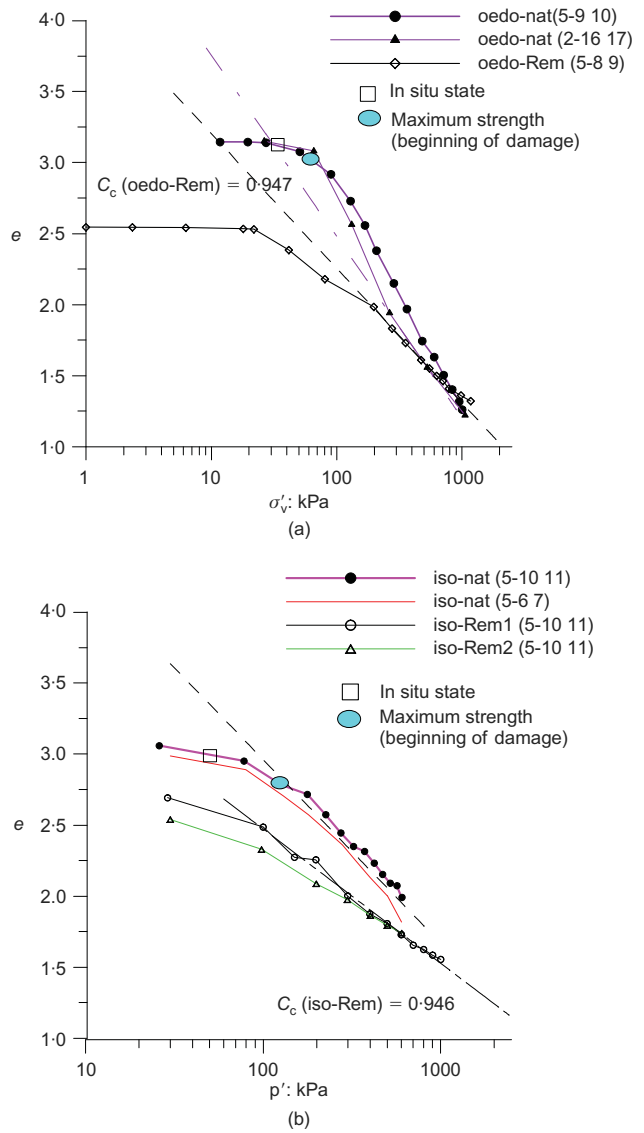 oedo-nat(5-9 10)
oedo-nat (2-16 17)
oedo-Rem (5-8 9)
In situ state
Maximum strength
(beginning of damage)
4·0
3·5
3·0
Cc (oedo-Rem) = 0·947
e
2·5
2·0
1·5
1·0
1 10 100 1000
σ′v: kPa
(a)
iso-nat (5-10 11)
iso-nat (5-6 7)
iso-Rem1 (5-10 11)
iso-Rem2 (5-10 11)
In situ state
Maximum strength
(beginning of damage)
4·0
3·5
3·0
e
2·5
2·0
1·5
Cc (iso-Rem) = 0·946
1·0
10 100 1000
p′: kPa
(b)